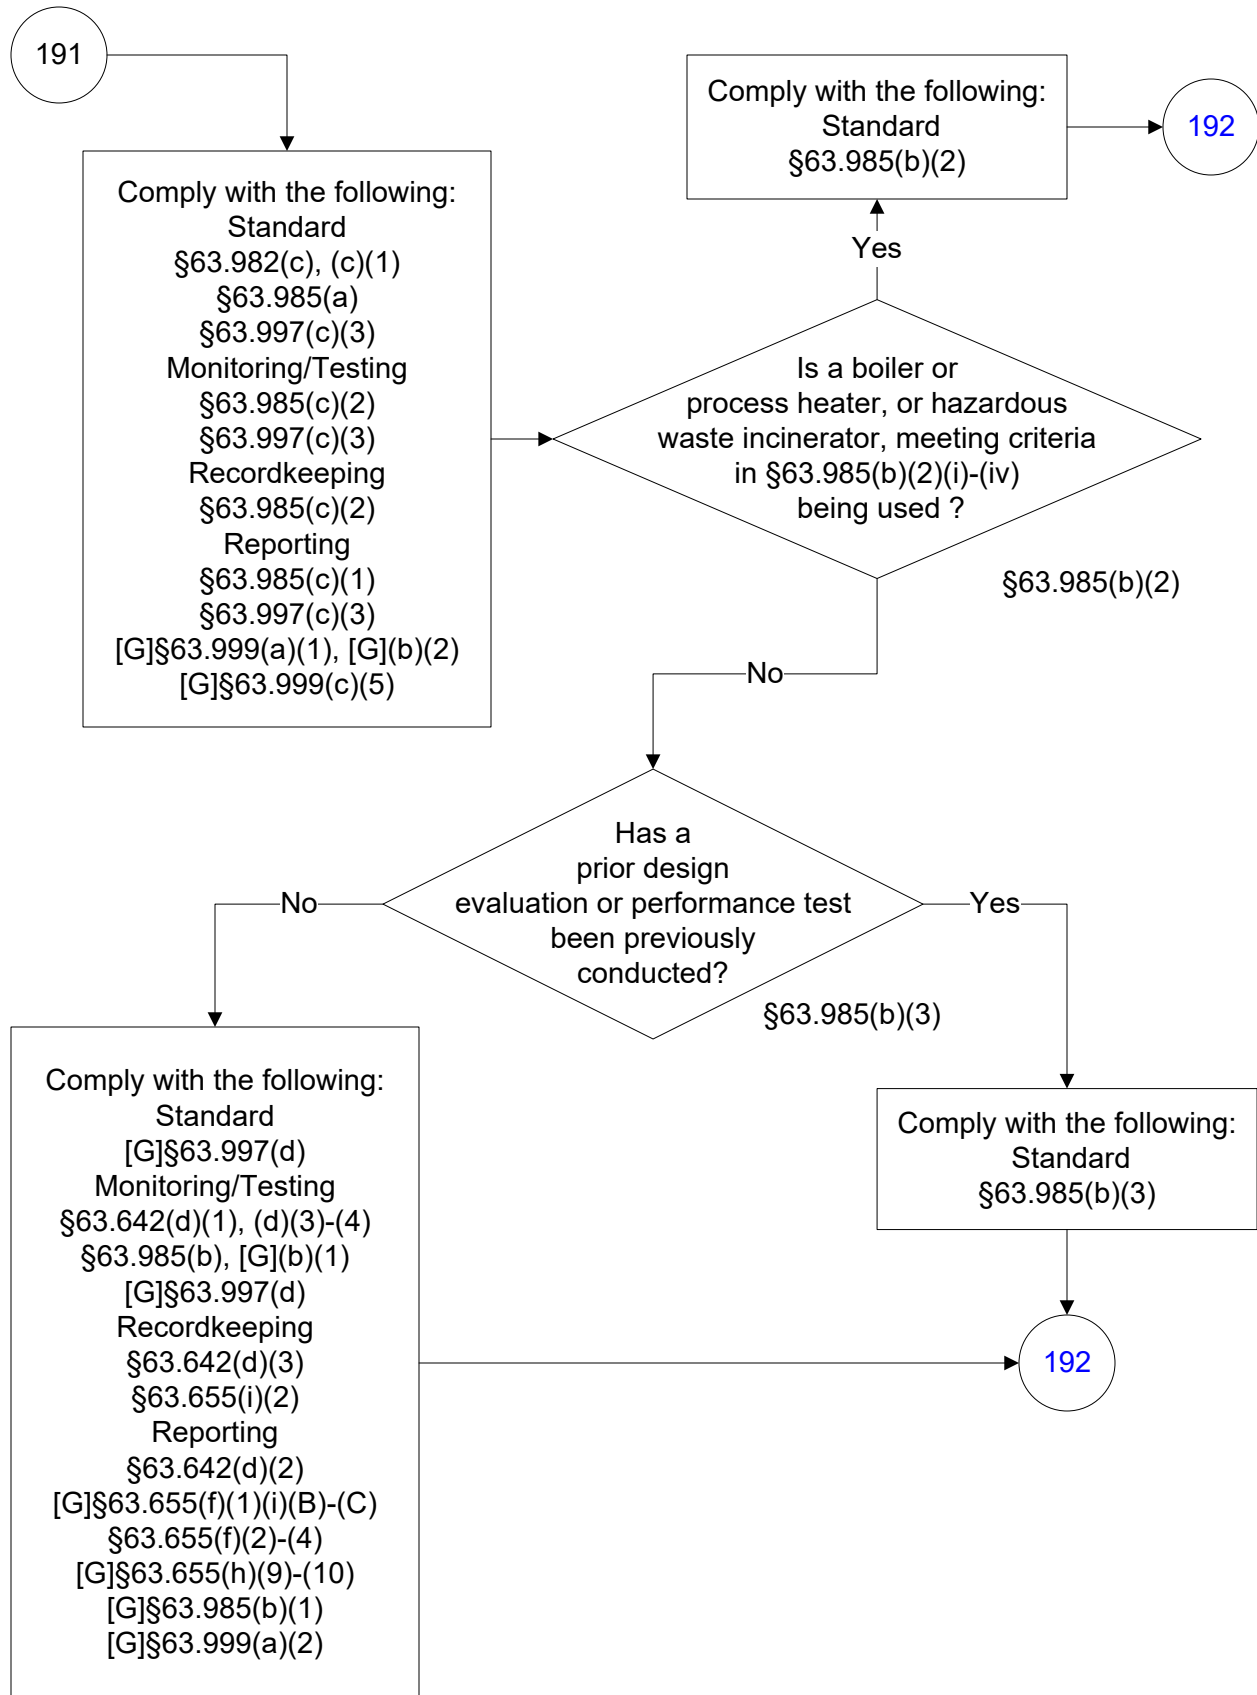 191
Comply with the following:
Standard
§63.982(c), (c)(1)
§63.985(a)
§63.997(c)(3)
Monitoring/Testing
§63.985(c)(2)
§63.997(c)(3)
Recordkeeping
§63.985(c)(2)
Reporting
§63.985(c)(1)
§63.997(c)(3)
[G]§63.999(a)(1), [G](b)(2)
[G]§63.999(c)(5)
Comply with the following:
Standard
§63.985(b)(2)
192
Yes
Is a boiler or
process heater, or hazardous
waste incinerator, meeting criteria
in §63.985(b)(2)(i)-(iv)
being used ?
§63.985(b)(2)
No
Has a
prior design
evaluation or performance test
been previously
conducted?
§63.985(b)(3)
No
Yes
Comply with the following:
Standard
[G]§63.997(d)
Monitoring/Testing
§63.642(d)(1), (d)(3)-(4)
§63.985(b), [G](b)(1)
[G]§63.997(d)
Recordkeeping
§63.642(d)(3)
§63.655(i)(2)
Reporting
§63.642(d)(2)
[G]§63.655(f)(1)(i)(B)-(C)
§63.655(f)(2)-(4)
[G]§63.655(h)(9)-(10)
[G]§63.985(b)(1)
[G]§63.999(a)(2)
Comply with the following:
Standard
§63.985(b)(3)
192